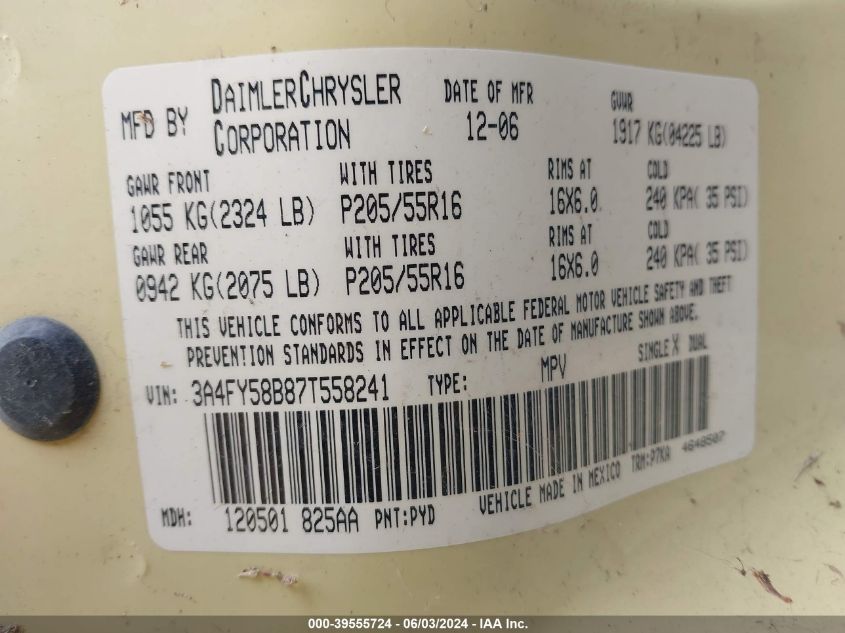 MFD BY DAIMLERCHRYSLER CORPORATION DATE OF MFR 12-06 GVWR 1917 KG(04225 LB)
GAWR FRONT WITH TIRES RIMS AT COLD
1055 KG(2324 LB) P205/55R16 16X6.0 240 KPA( 35 PSI)
GAWR REAR WITH TIRES RIMS AT COLD
0942 KG(2075 LB) P205/55R16 16X6.0 240 KPA( 35 PSI)
THIS VEHICLE CONFORMS TO ALL APPLICABLE FEDERAL MOTOR VEHICLE SAFETY AND THEFT
PREVENTION STANDARDS IN EFFECT ON THE DATE OF MANUFACTURE SHOWN ABOVE.
VIN: 3A4FY58B87T558241 TYPE: MPV SINGLE X DUAL
MDH: 120501 825AA PNT:PYD VEHICLE MADE IN MEXICO TRM:P7KA 4648507
000-39555724 - 06/03/2024 - IAA Inc.